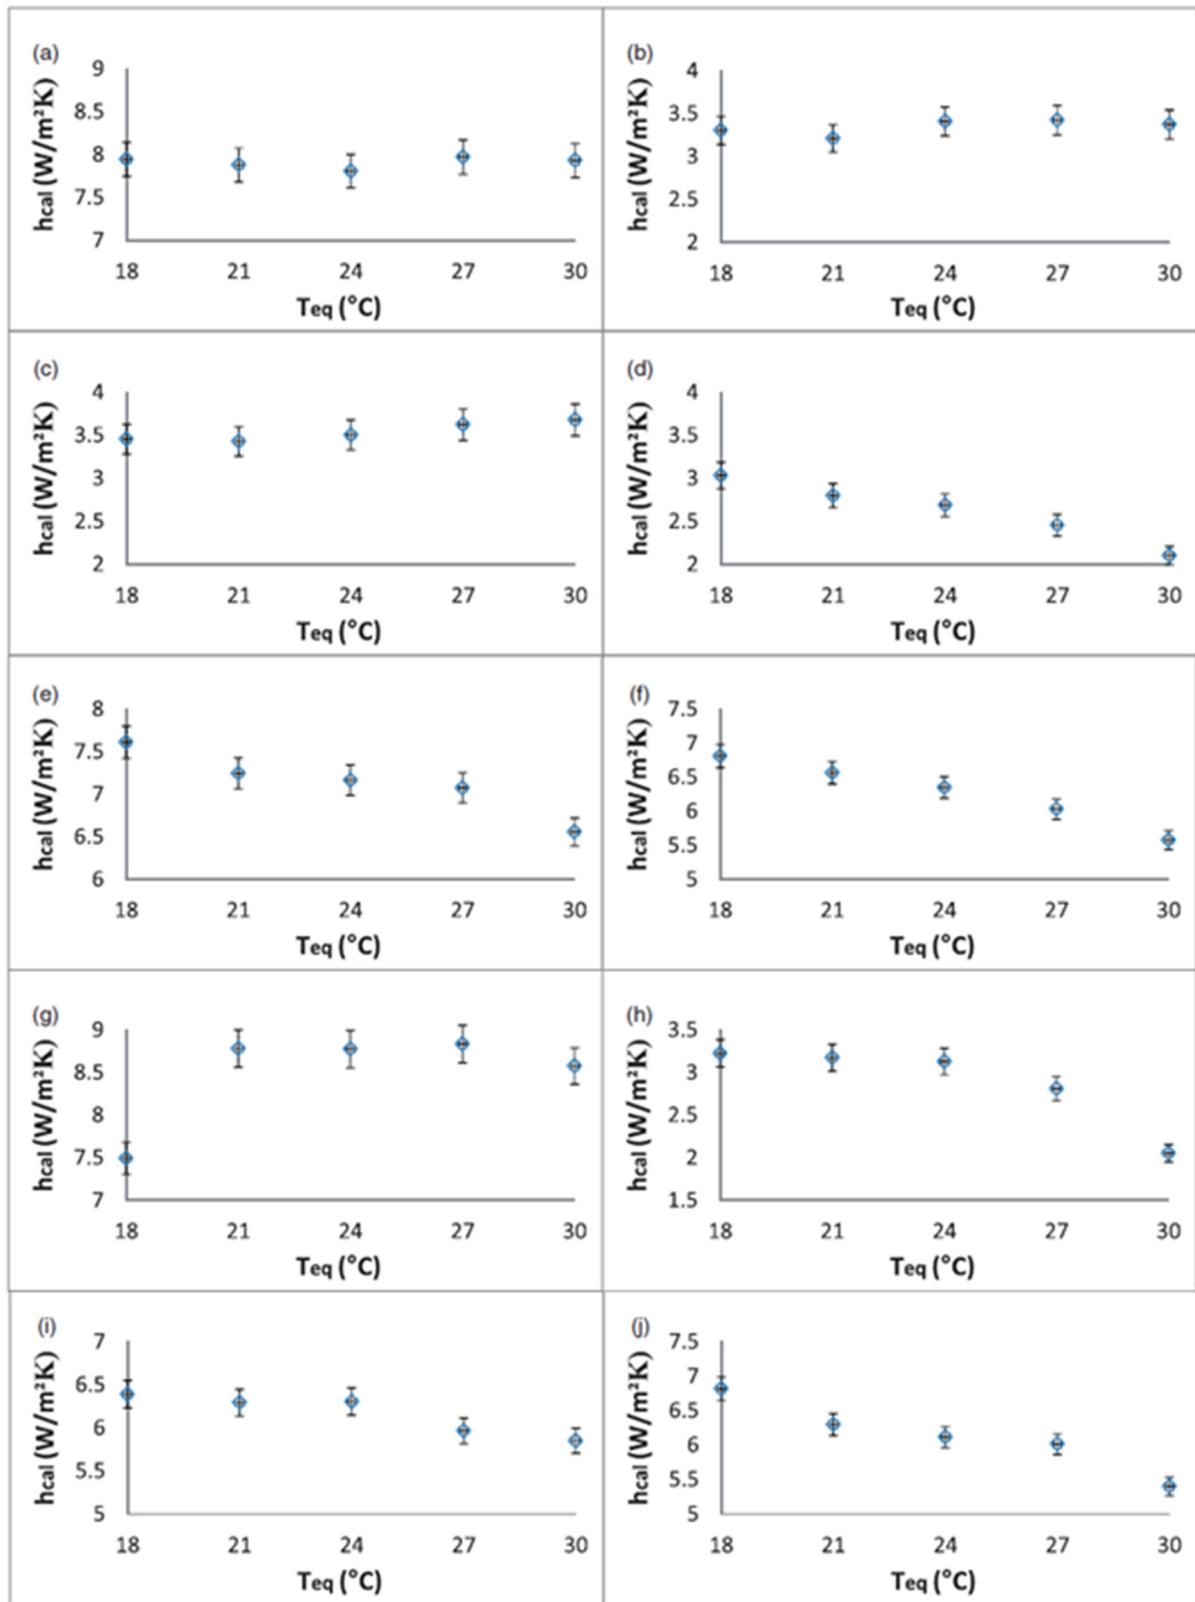 (a)
hcal (W/m²K)
9
8.5
8
7.5
7
18 21 24 27 30
Teq (°C)
(b)
hcal (W/m²K)
4
3.5
3
2.5
2
18 21 24 27 30
Teq (°C)
(c)
hcal (W/m²K)
4
3.5
3
2.5
2
18 21 24 27 30
Teq (°C)
(d)
hcal (W/m²K)
4
3.5
3
2.5
2
18 21 24 27 30
Teq (°C)
(e)
hcal (W/m²K)
8
7.5
7
6.5
6
18 21 24 27 30
Teq (°C)
(f)
hcal (W/m²K)
7.5
7
6.5
6
5.5
5
18 21 24 27 30
Teq (°C)
(g)
hcal (W/m²K)
9
8.5
8
7.5
7
18 21 24 27 30
Teq (°C)
(h)
hcal (W/m²K)
3.5
3
2.5
2
1.5
18 21 24 27 30
Teq (°C)
(i)
hcal (W/m²K)
7
6.5
6
5.5
5
18 21 24 27 30
Teq (°C)
(j)
hcal (W/m²K)
7.5
7
6.5
6
5.5
5
18 21 24 27 30
Teq (°C)